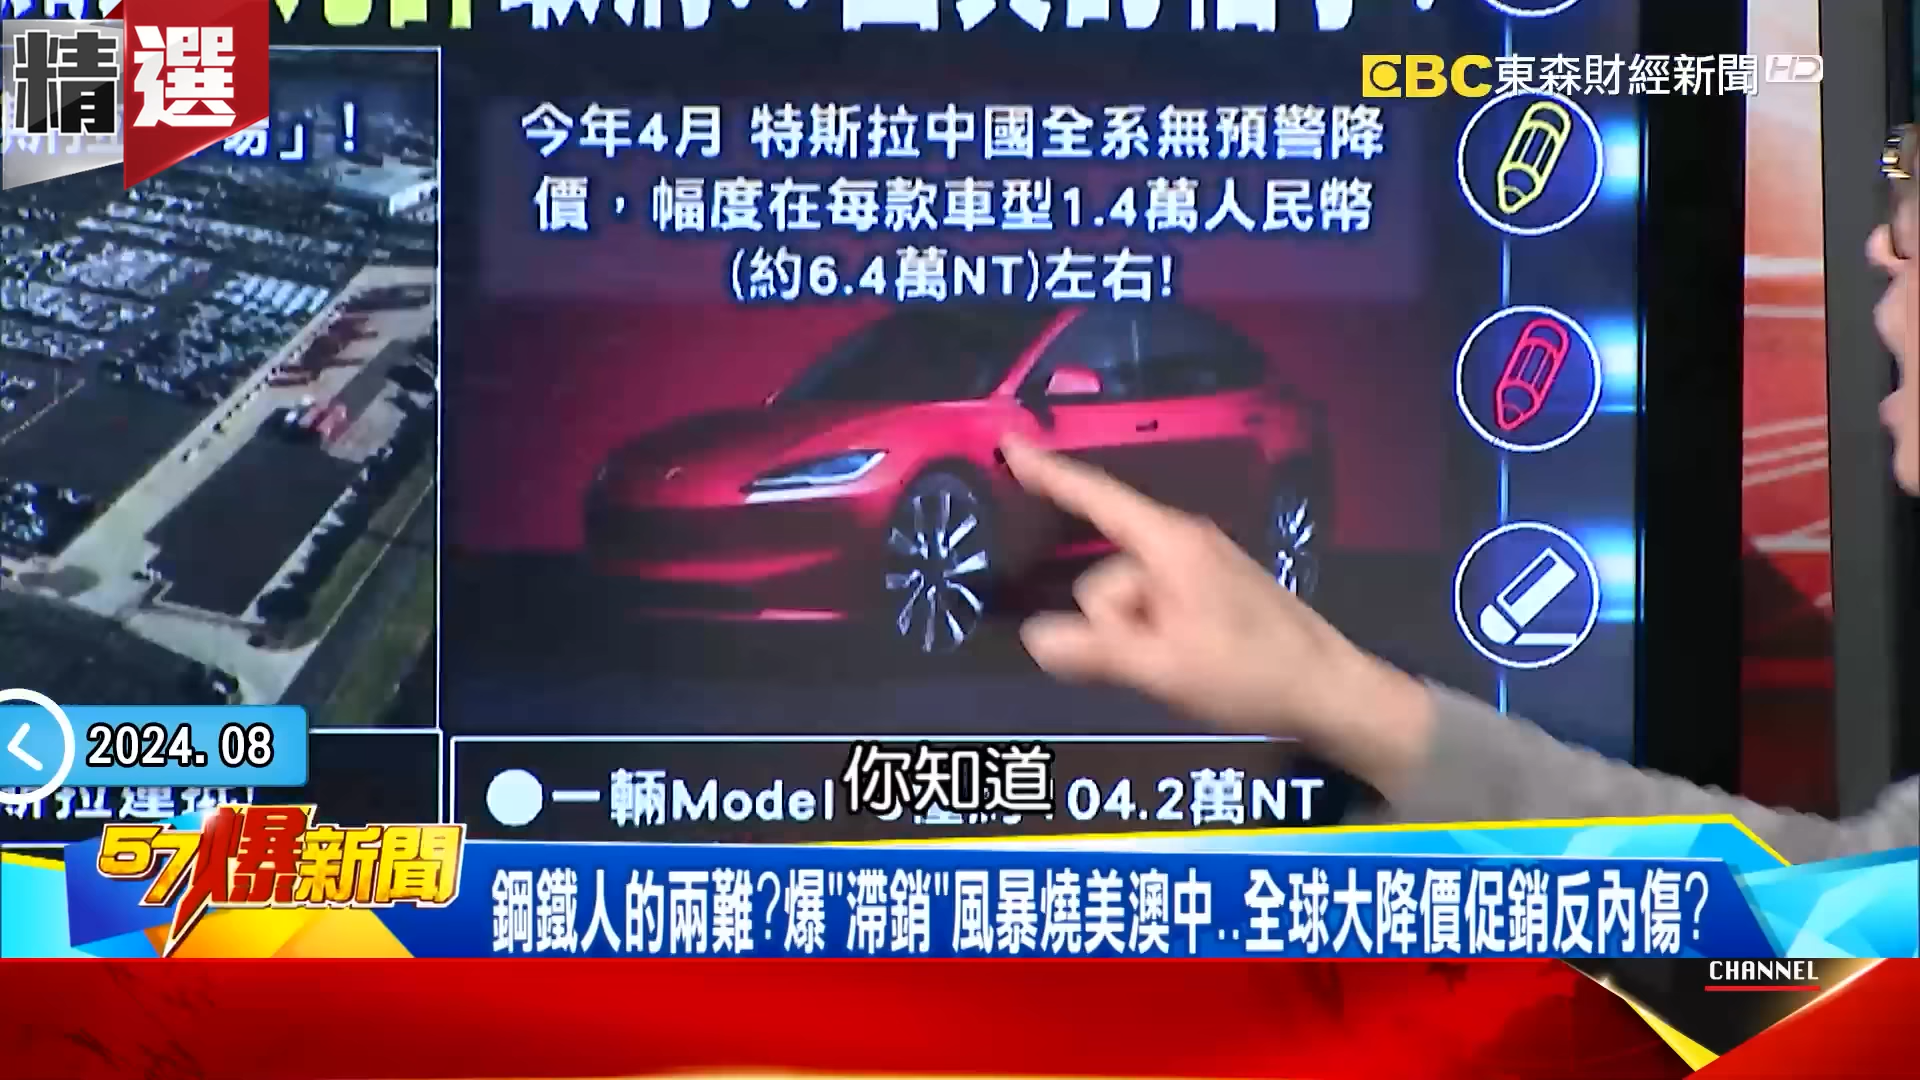 精選
EBC東森財經新聞HD
易」!
今年4月 特斯拉中國全系無預警降
價，幅度在每款車型1.4萬人民幣
(約6.4萬NT)左右!
2024.08
你知道
●一輛Model
04.2萬NT
57爆新聞
鋼鐵人的兩難?爆"滯銷"風暴燒美澳中..全球大降價促銷反內傷?
CHANNEL